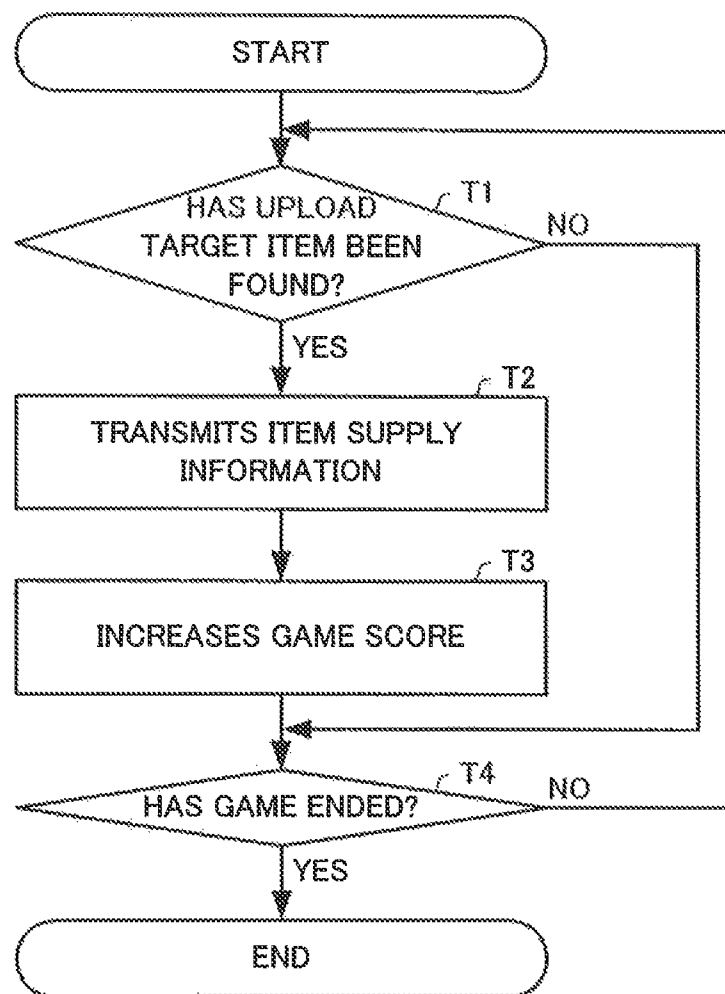 START
HAS UPLOAD
TARGET ITEM BEEN
FOUND?
T1
NO
YES
T2
TRANSMITS ITEM SUPPLY
INFORMATION
T3
INCREASES GAME SCORE
T4
HAS GAME ENDED?
NO
YES
END